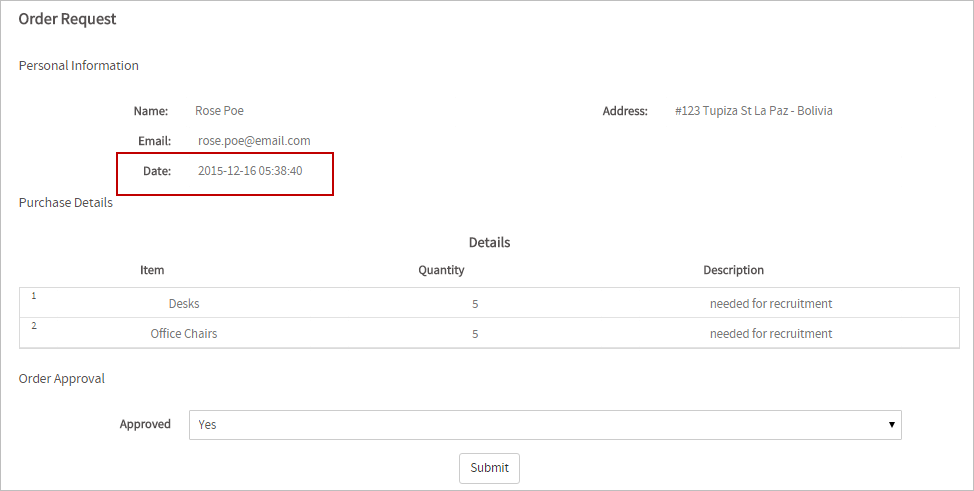 Order Request
Personal Information
Name: Rose Poe Address: #123 Tupiza St La Paz - Bolivia
Email: rose.poe@email.com
Date: 2015-12-16 05:38:40
Purchase Details
Details
Item Quantity Description
1 Desks 5 needed for recruitment
2 Office Chairs 5 needed for recruitment
Order Approval
Approved Yes
Submit